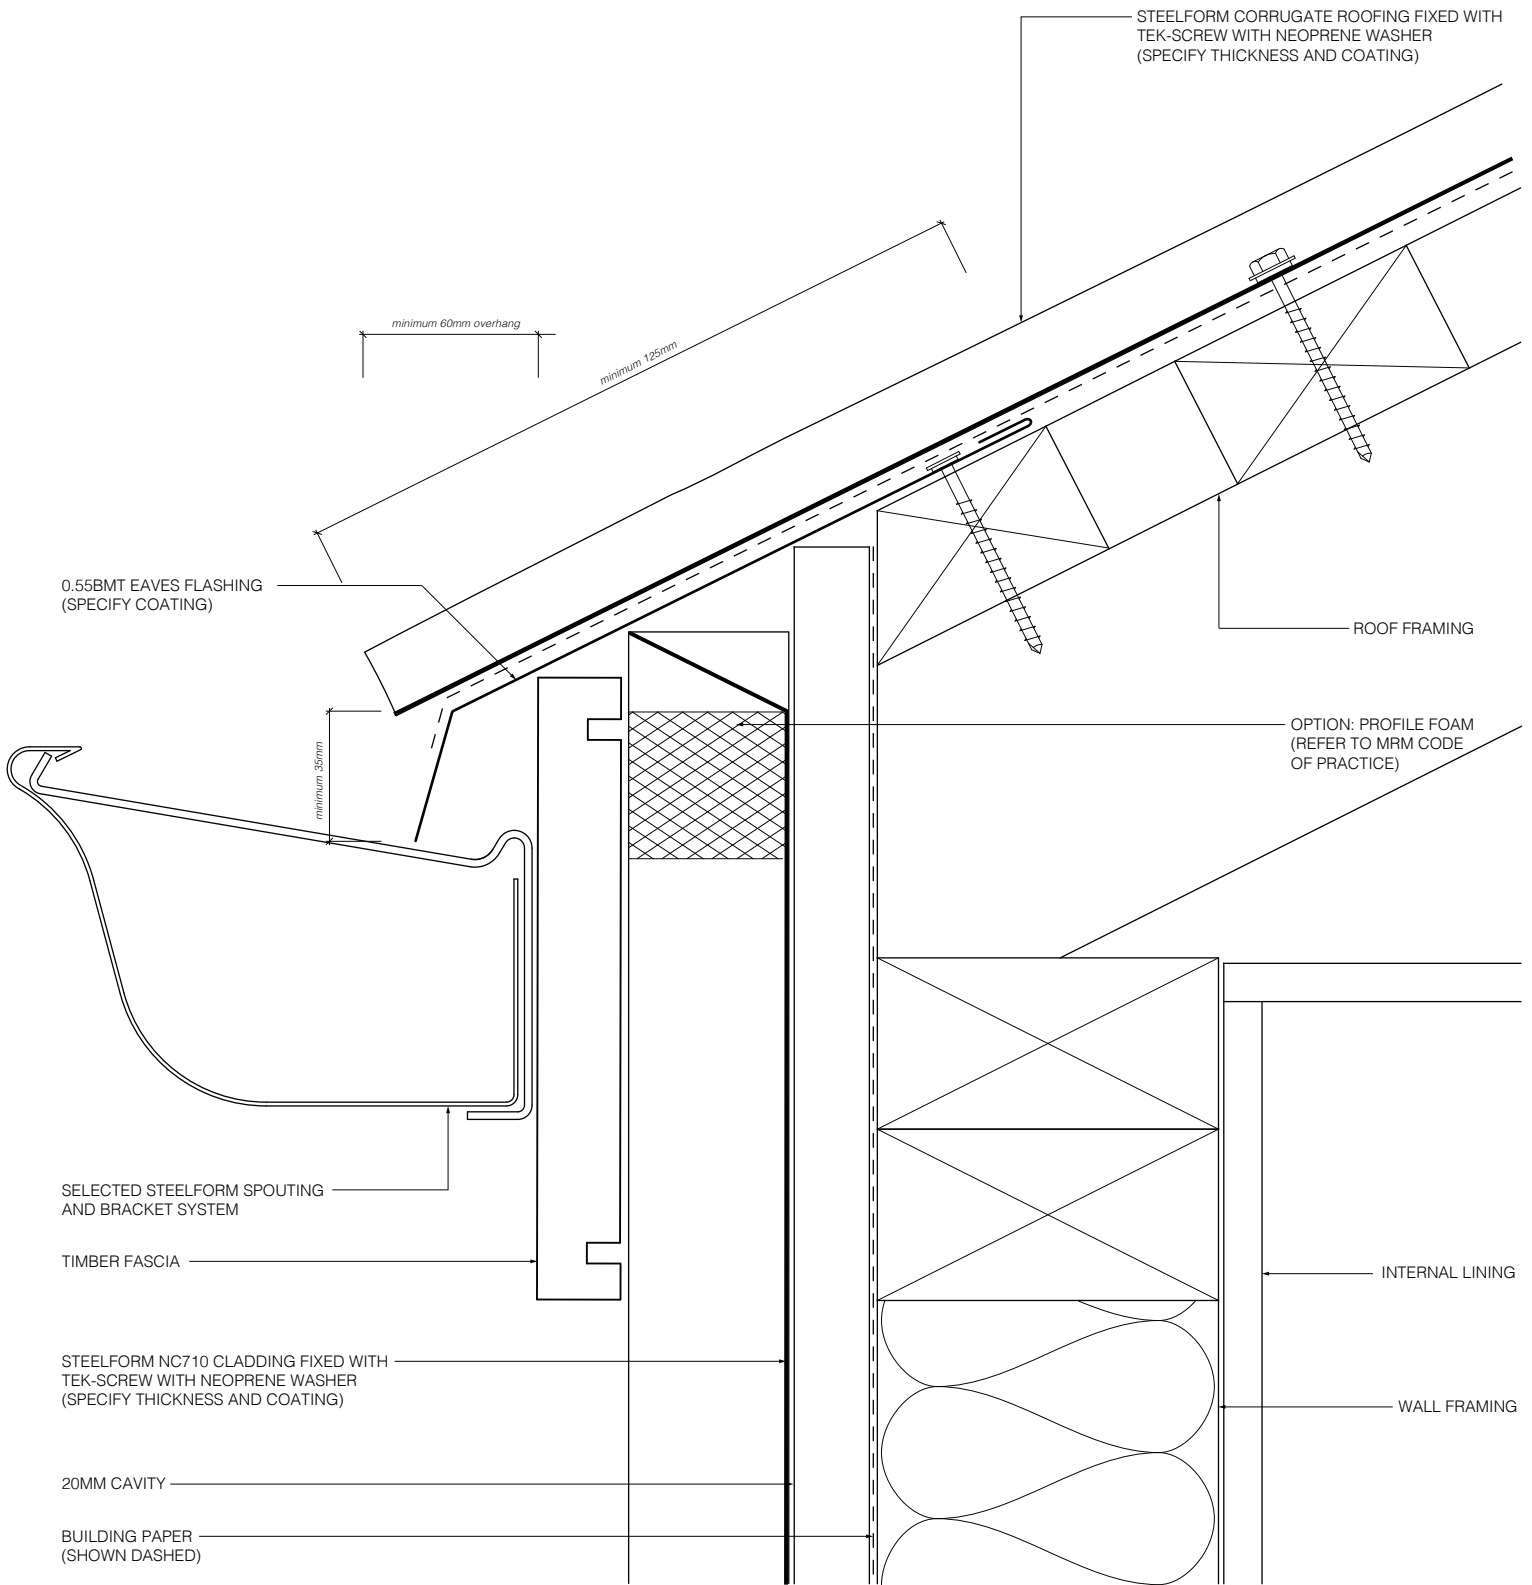 STEELFORM CORRUGATE ROOFING FIXED WITH
TEK-SCREW WITH NEOPRENE WASHER
(SPECIFY THICKNESS AND COATING)
minimum 60mm overhang
minimum 125mm
0.55BMT EAVES FLASHING
(SPECIFY COATING)
ROOF FRAMING
OPTION: PROFILE FOAM
(REFER TO MRM CODE
OF PRACTICE)
minimum 35mm
SELECTED STEELFORM SPOUTING
AND BRACKET SYSTEM
TIMBER FASCIA
INTERNAL LINING
STEELFORM NC710 CLADDING FIXED WITH
TEK-SCREW WITH NEOPRENE WASHER
(SPECIFY THICKNESS AND COATING)
WALL FRAMING
20MM CAVITY
BUILDING PAPER
(SHOWN DASHED)